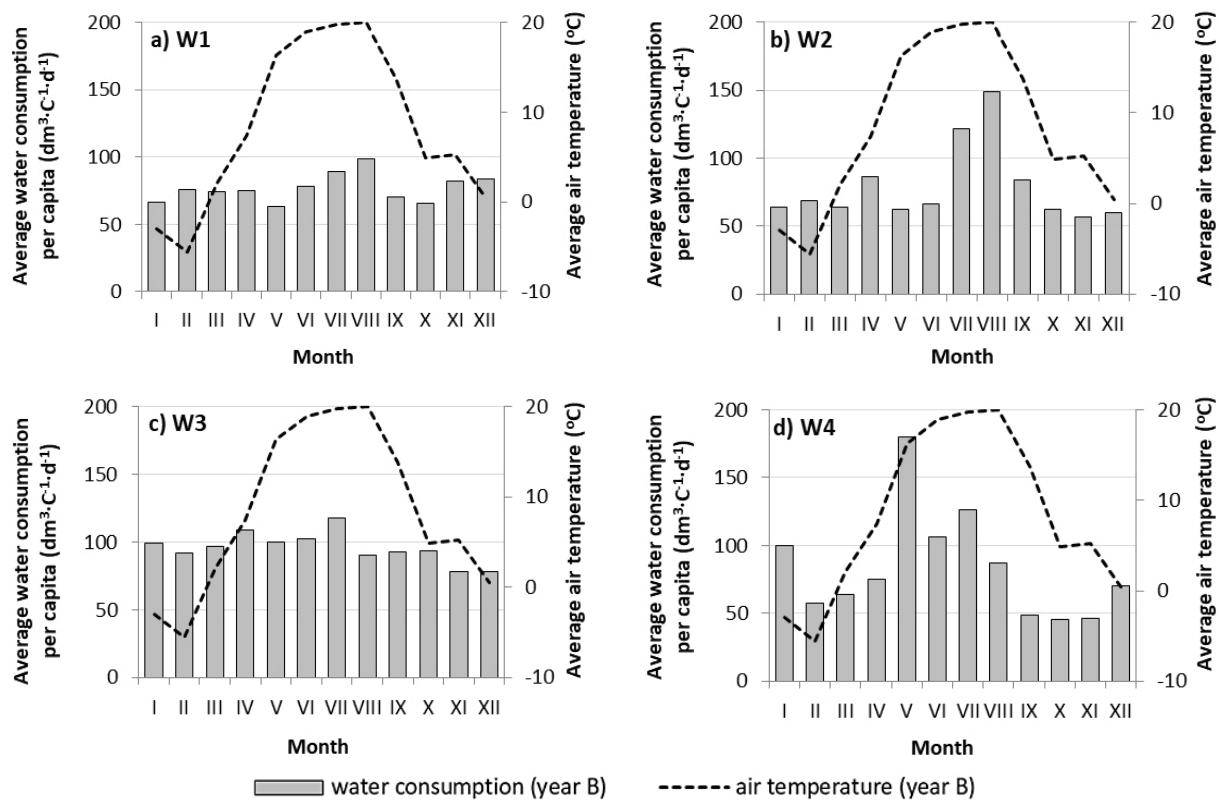 a) W1
Average water consumption
per capita (dm³·C⁻¹·d⁻¹)
200
150
100
50
0
20
10
0
-10
Average air temperature (°C)
I II III IV V VI VII VIII IX X XI XII
Month
b) W2
Average water consumption
per capita (dm³·C⁻¹·d⁻¹)
200
150
100
50
0
20
10
0
-10
Average air temperature (°C)
I II III IV V VI VII VIII IX X XI XII
Month
c) W3
Average water consumption
per capita (dm³·C⁻¹·d⁻¹)
200
150
100
50
0
20
10
0
-10
Average air temperature (°C)
I II III IV V VI VII VIII IX X XI XII
Month
d) W4
Average water consumption
per capita (dm³·C⁻¹·d⁻¹)
200
150
100
50
0
20
10
0
-10
Average air temperature (°C)
I II III IV V VI VII VIII IX X XI XII
Month
water consumption (year B)
air temperature (year B)